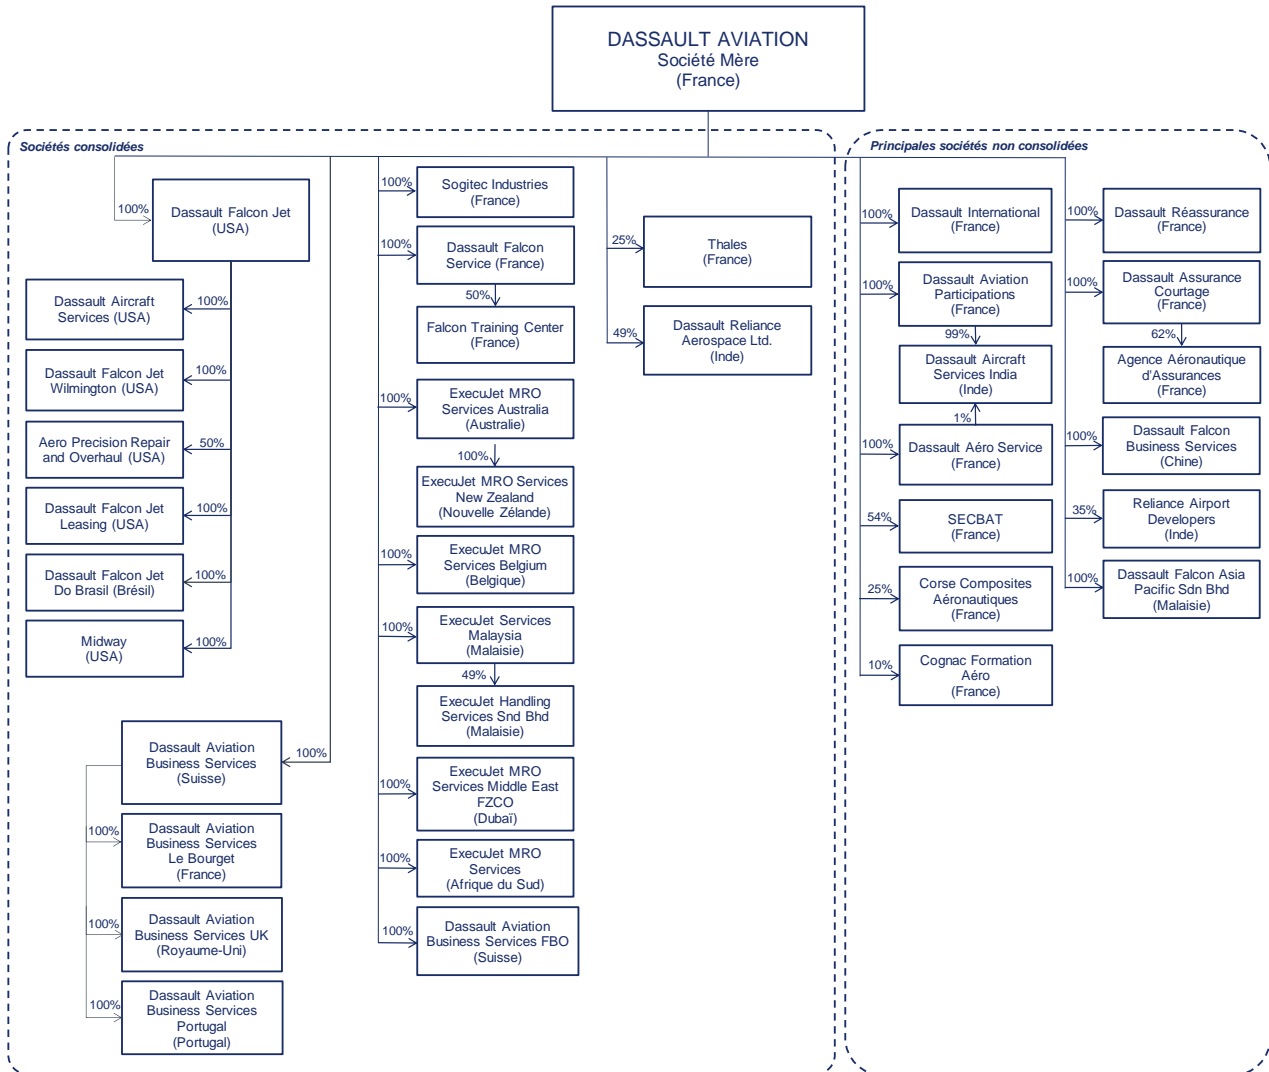 DASSAULT AVIATION
Société Mère
(France)
Sociétés consolidées
100%
Dassault Falcon Jet
(USA)
Dassault Aircraft
Services (USA)
100%
Dassault Falcon Jet
Wilmington (USA)
100%
Aero Precision Repair
and Overhaul (USA)
50%
Dassault Falcon Jet
Leasing (USA)
100%
Dassault Falcon Jet
Do Brasil (Brésil)
100%
Midway
(USA)
100%
Dassault Aviation
Business Services
(Suisse)
100%
100%
Dassault Aviation
Business Services
Le Bourget
(France)
100%
Dassault Aviation
Business Services UK
(Royaume-Uni)
100%
Dassault Aviation
Business Services
Portugal
(Portugal)
100%
Sogitec Industries
(France)
100%
Dassault Falcon
Service (France)
50%
Falcon Training Center
(France)
100%
ExecuJet MRO
Services Australia
(Australie)
100%
ExecuJet MRO Services
New Zealand
(Nouvelle Zélande)
100%
ExecuJet MRO
Services Belgium
(Belgique)
100%
ExecuJet Services
Malaysia
(Malaisie)
49%
ExecuJet Handling
Services Snd Bhd
(Malaisie)
100%
ExecuJet MRO
Services Middle East
FZCO
(Dubaï)
100%
ExecuJet MRO
Services
(Afrique du Sud)
100%
Dassault Aviation
Business Services FBO
(Suisse)
25%
Thales
(France)
49%
Dassault Reliance
Aerospace Ltd.
(Inde)
Principales sociétés non consolidées
100%
Dassault International
(France)
100%
Dassault Aviation
Participations
(France)
99%
Dassault Aircraft
Services India
(Inde)
1%
100%
Dassault Aéro Service
(France)
54%
SECBAT
(France)
25%
Corse Composites
Aéronautiques
(France)
10%
Cognac Formation
Aéro
(France)
100%
Dassault Réassurance
(France)
100%
Dassault Assurance
Courtage
(France)
62%
Agence Aéronautique
d'Assurances
(France)
100%
Dassault Falcon
Business Services
(Chine)
35%
Reliance Airport
Developers
(Inde)
100%
Dassault Falcon Asia
Pacific Sdn Bhd
(Malaisie)